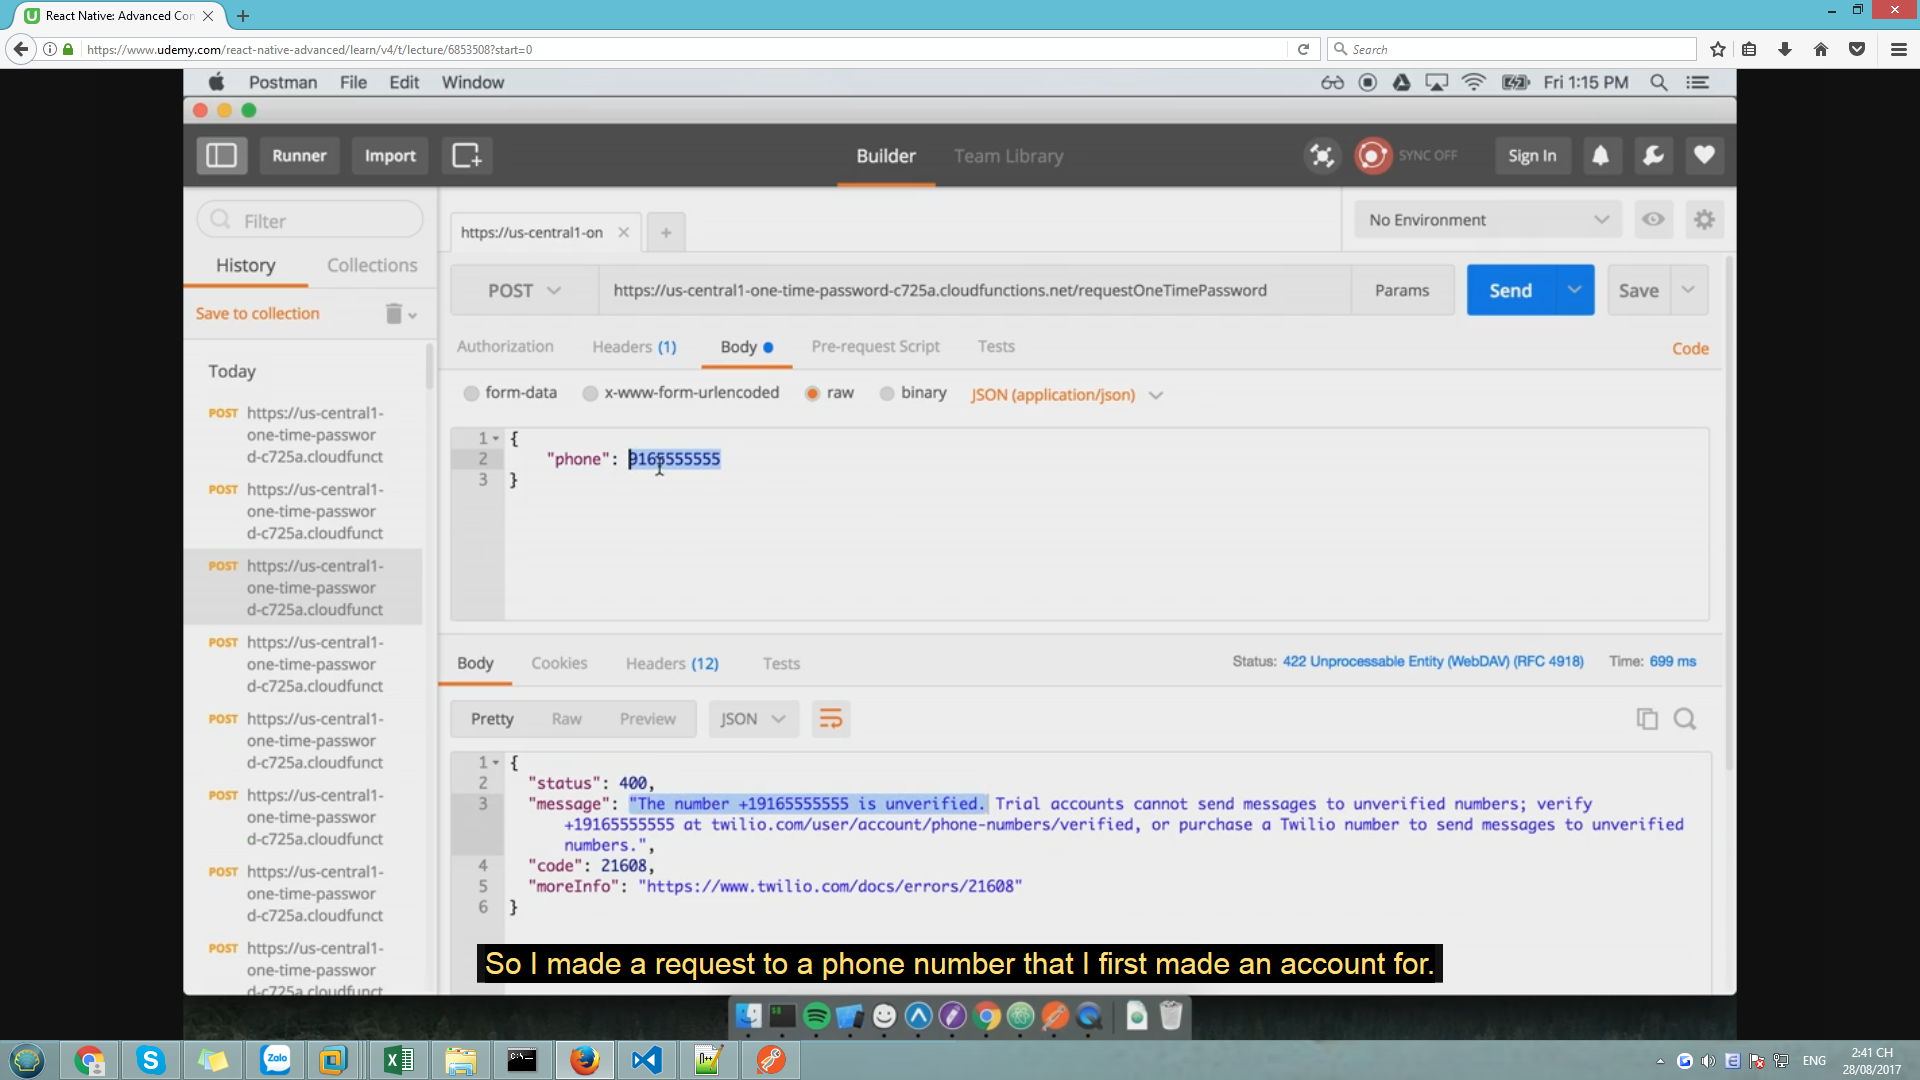 React Native: Advanced Con
https://www.udemy.com/react-native-advanced/learn/v4/t/lecture/6853508?start=0
Search
Postman File Edit Window
Fri 1:15 PM
Runner Import
Builder Team Library
SYNC OFF Sign In
Filter
https://us-central1-on
No Environment
History Collections
POST https://us-central1-one-time-password-c725a.cloudfunctions.net/requestOneTimePassword Params Send Save
Save to collection
Authorization Headers (1) Body Pre-request Script Tests Code
Today
form-data x-www-form-urlencoded raw binary JSON (application/json)
POST https://us-central1-
one-time-passwor
d-c725a.cloudfunct
POST https://us-central1-
one-time-passwor
d-c725a.cloudfunct
POST https://us-central1-
one-time-passwor
d-c725a.cloudfunct
POST https://us-central1-
one-time-passwor
d-c725a.cloudfunct
POST https://us-central1-
one-time-passwor
d-c725a.cloudfunct
POST https://us-central1-
one-time-passwor
d-c725a.cloudfunct
POST https://us-central1-
one-time-passwor
d-c725a.cloudfunct
POST https://us-central1-
one-time-passwor
d-c725a.cloudfunct
1 {
2 "phone": 9165555555
3 }
Body Cookies Headers (12) Tests
Status: 422 Unprocessable Entity (WebDAV) (RFC 4918) Time: 699 ms
Pretty Raw Preview JSON
1 {
2 "status": 400,
3 "message": "The number +19165555555 is unverified. Trial accounts cannot send messages to unverified numbers; verify
+19165555555 at twilio.com/user/account/phone-numbers/verified, or purchase a Twilio number to send messages to unverified
numbers.",
4 "code": 21608,
5 "moreInfo": "https://www.twilio.com/docs/errors/21608"
6 }
So I made a request to a phone number that I first made an account for.
Zalo
ENG
2:41 CH
28/08/2017